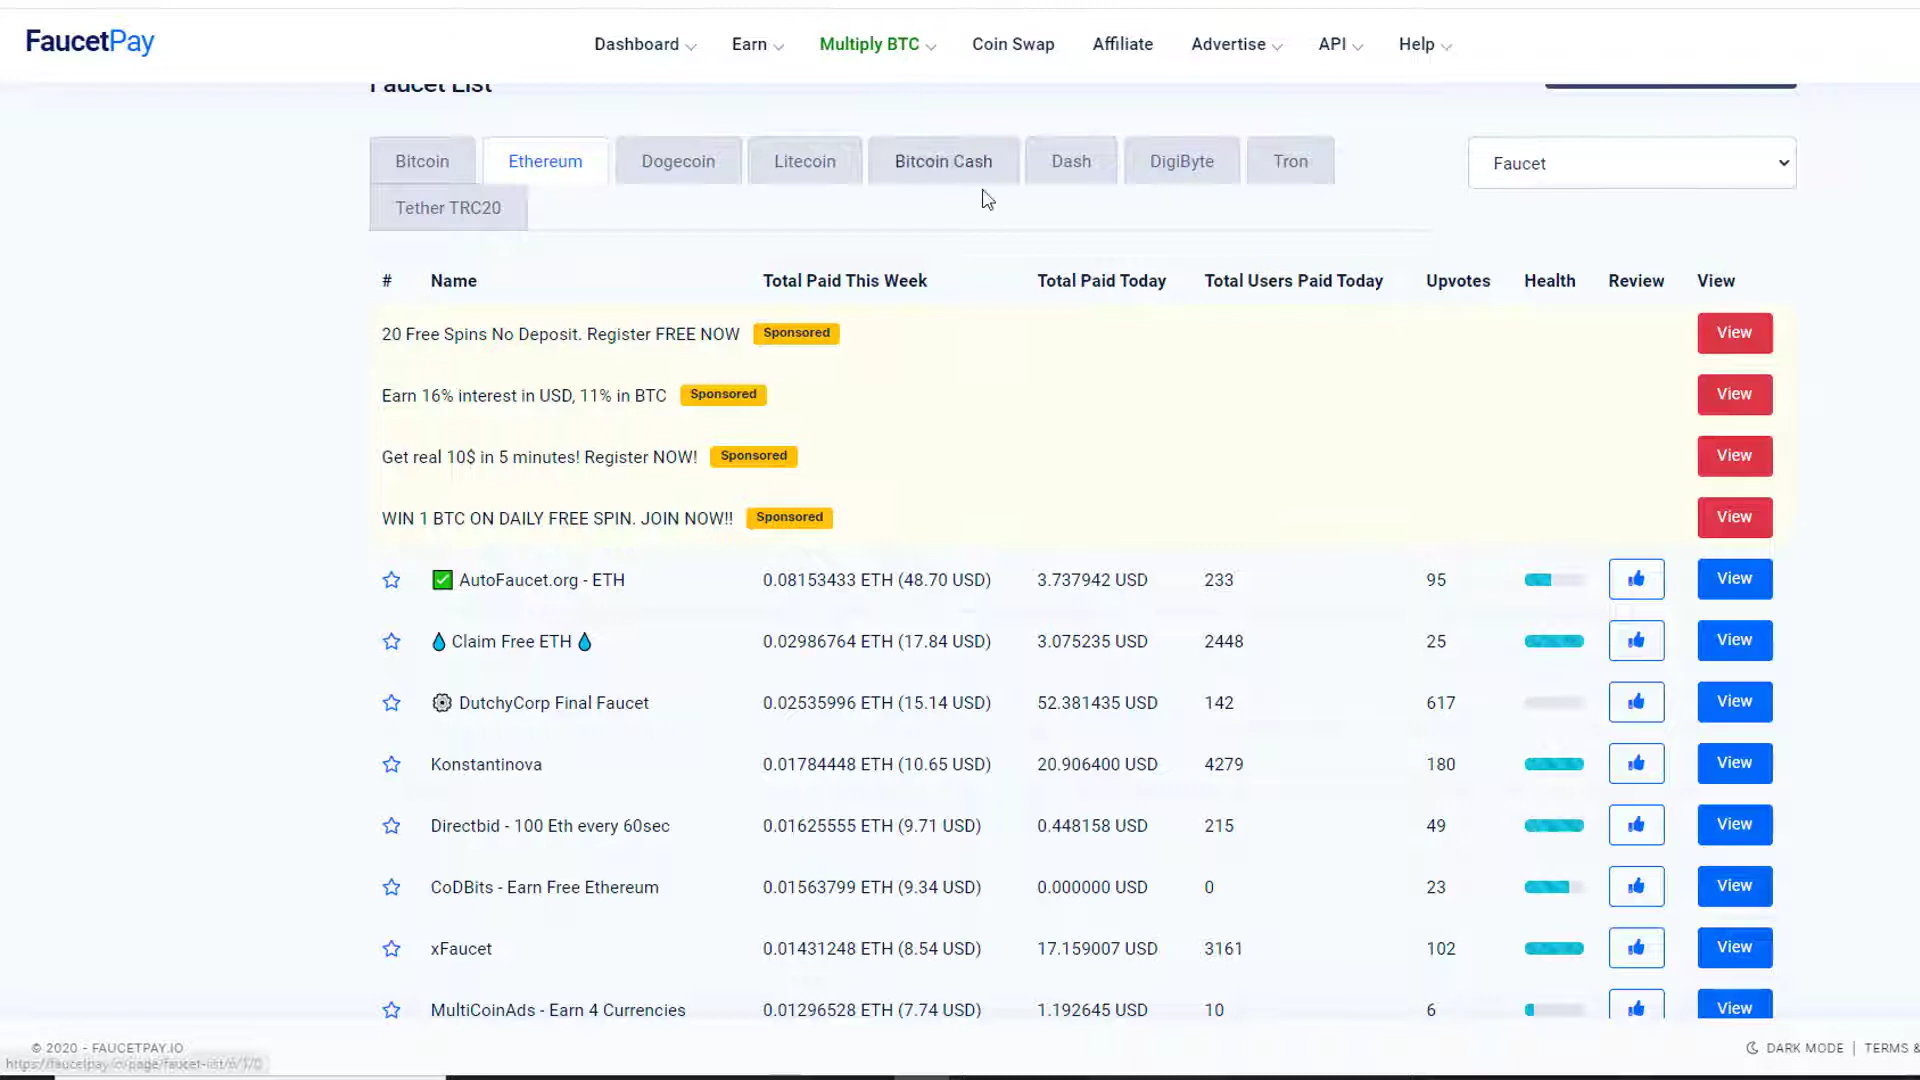 FaucetPay Dashboard Earn Multiply BTC Coin Swap Affiliate Advertise API Help
Faucet List
Bitcoin Ethereum Dogecoin Litecoin Bitcoin Cash Dash DigiByte Tron Faucet
Tether TRC20
# Name Total Paid This Week Total Paid Today Total Users Paid Today Upvotes Health Review View
20 Free Spins No Deposit. Register FREE NOW Sponsored View
Earn 16% interest in USD, 11% in BTC Sponsored View
Get real 10$ in 5 minutes! Register NOW! Sponsored View
WIN 1 BTC ON DAILY FREE SPIN. JOIN NOW!! Sponsored View
AutoFaucet.org - ETH 0.08153433 ETH (48.70 USD) 3.737942 USD 233 95 View
Claim Free ETH 0.02986764 ETH (17.84 USD) 3.075235 USD 2448 25 View
DutchyCorp Final Faucet 0.02535996 ETH (15.14 USD) 52.381435 USD 142 617 View
Konstantinova 0.01784448 ETH (10.65 USD) 20.906400 USD 4279 180 View
Directbid - 100 Eth every 60sec 0.01625555 ETH (9.71 USD) 0.448158 USD 215 49 View
CoDBits - Earn Free Ethereum 0.01563799 ETH (9.34 USD) 0.000000 USD 0 23 View
xFaucet 0.01431248 ETH (8.54 USD) 17.159007 USD 3161 102 View
MultiCoinAds - Earn 4 Currencies 0.01296528 ETH (7.74 USD) 1.192645 USD 10 6 View
© 2020 - FAUCETPAY.IO DARK MODE | TERMS &